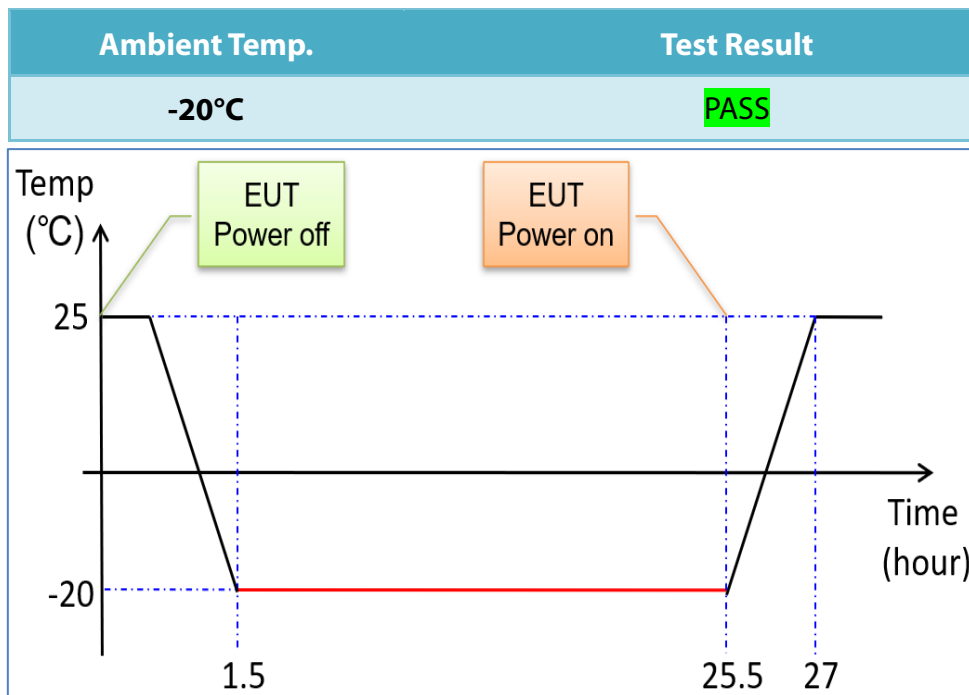 Ambient Temp. Test Result
-20°C PASS
Temp
(℃)
EUT
Power off
EUT
Power on
25
Time
(hour)
-20
1.5 25.5 27